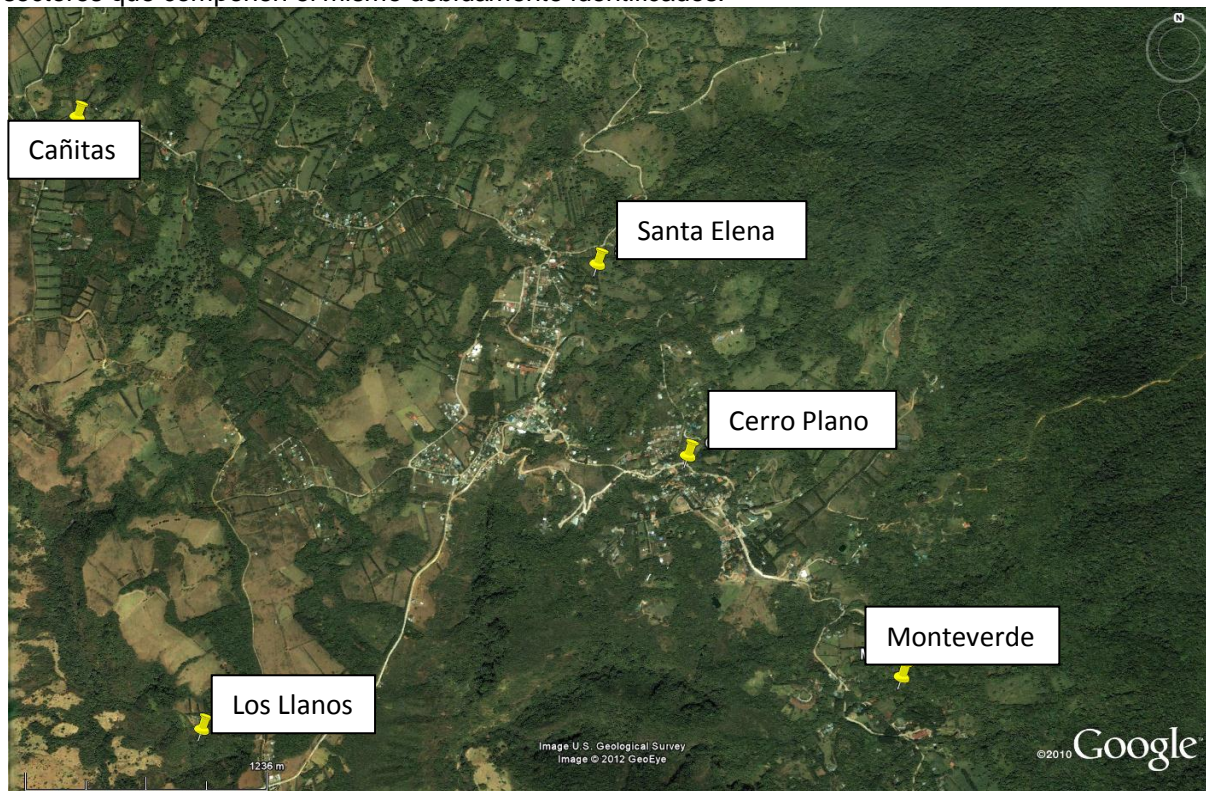 N
Cañitas
Santa Elena
Cerro Plano
Monteverde
Los Llanos
1236 m
Image U.S. Geological Survey
Image © 2012 GeoEye
©2010 Google